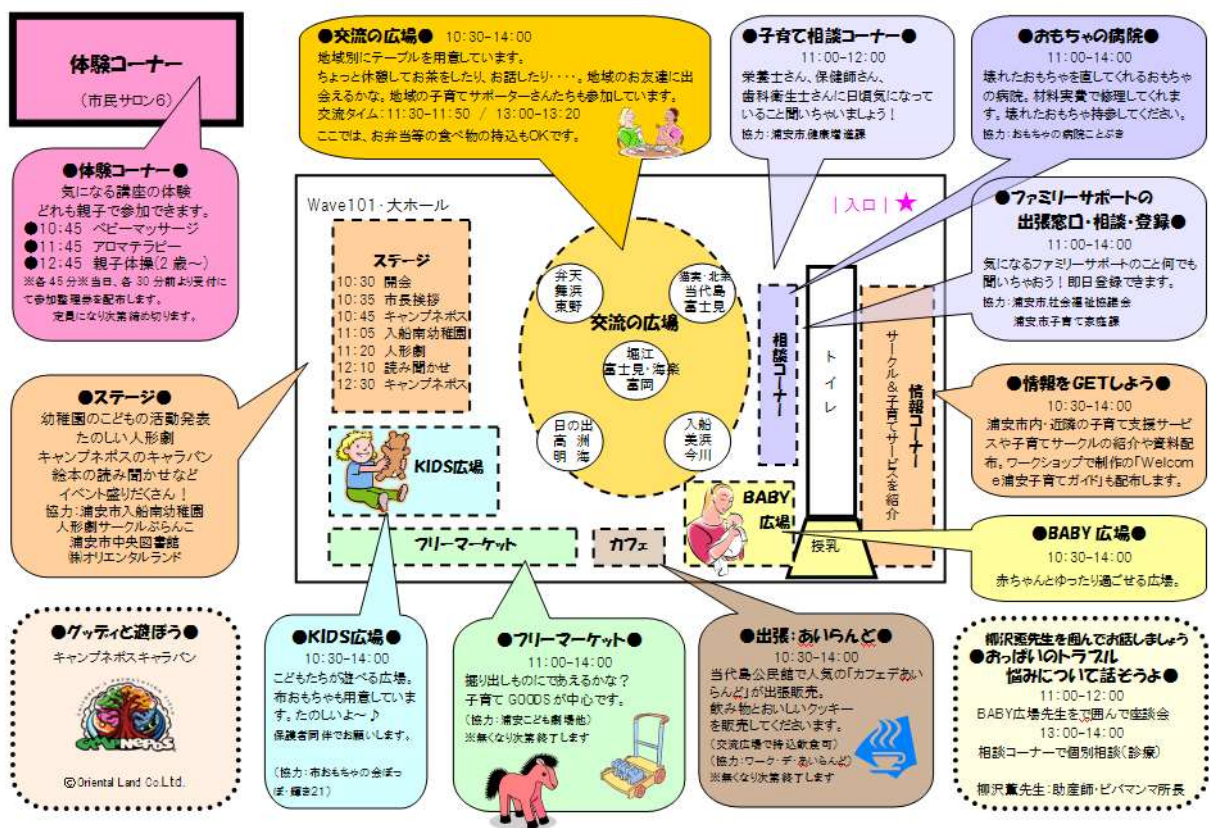 体験コーナー
(市民サロン6)
●体験コーナー●
気になる講座の体験
どれも親子で参加できます。
●10:45 ベビーマッサージ
●11:45 アロマテラピー
●12:45 親子体操(2歳~)
※各45分※当日、各30分前より受付に
て参加整理券を配布します。
定員になり次第締め切ります。
●ステージ●
幼稚園のこどもの活動発表
たのしい人形劇
キャンプネポスのキャラバン
絵本の読み聞かせなど
イベント盛りだくさん!
協力:浦安市入船南幼稚園
人形劇サークルぶらんこ
浦安市中央図書館
㈱オリエンタルランド
●グッディと遊ぼう●
キャンプネポスキャラバン
CAMP NEPOS
©Oriental Land Co.Ltd.
●交流の広場● 10:30-14:00
地域別にテーブルを用意しています。
ちょっと休憩してお茶をしたり、お話したり・・・・。地域のお友達に出
会えるかな。地域の子育てサポーターさんたちも参加しています。
交流タイム:11:30-11:50 / 13:00-13:20
ここでは、お弁当等の食べ物の持込もOKです。
●子育て相談コーナー●
11:00-12:00
栄養士さん、保健師さん、
歯科衛生士さんに日頃気になって
いること聞いちゃいましょう!
協力:浦安市健康増進課
●おもちゃの病院●
11:00-14:00
壊れたおもちゃを直してくれるおもちゃ
の病院。材料実費で修理してくれま
す。壊れたおもちゃ持参してください。
協力:おもちゃの病院ことぶき
Wave101・大ホール
|入口|★
ステージ
10:30 開会
10:35 市長挨拶
10:45 キャンプネポス
11:05 入船南幼稚園
11:20 人形劇
12:10 読み聞かせ
12:30 キャンプネポス
交流の広場
弁天
舞浜
東野
猫実・北栄
当代島
富士見
堀江
富士見・海楽
富岡
日の出
高洲
明海
入船
美浜
今川
相談コーナー
トイレ
情報コーナー
サークル&子育てサービスを紹介
KIDS広場
BABY
広場
授乳
フリーマーケット
カフェ
●ファミリーサポートの
出張窓口・相談・登録●
11:00-14:00
気になるファミリーサポートのこと何でも
聞いちゃおう!即日登録できます。
協力:浦安市社会福祉協議会
浦安市子育て家庭課
●情報をGETしよう●
10:30-14:00
浦安市内・近隣の子育て支援サービ
スや子育てサークルの紹介や資料配
布。ワークショップで制作の「Welcom
e浦安子育てガイド」も配布します。
●BABY広場●
10:30-14:00
赤ちゃんとゆったり過ごせる広場。
●KIDS広場●
10:30-14:00
こどもたちが遊べる広場。
布おもちゃも用意していま
す。たのしいよ~♪
保護者同伴でお願いします。
(協力:布おもちゃの会ぽっ
ぽ・輝き21)
●フリーマーケット●
11:00-14:00
掘り出しものにであえるかな?
子育てGOODSが中心です。
(協力:浦安こども劇場他)
※無くなり次第終了します
●出張:あいらんど●
10:30-14:00
当代島公民館で人気の「カフェデあい
らんど」が出張販売。
飲み物とおいしいクッキー
を販売してくださいます。
(交流広場で持込飲食可)
(協力:ワーク・デ・あいらんど)
※無くなり次第終了します
柳沢薫先生を囲んでお話しましょう
●おっぱいのトラブル
悩みについて話そうよ●
11:00-12:00
BABY広場先生をで囲んで座談会
13:00-14:00
相談コーナーで個別相談(診療)
柳沢薫先生:助産師・ビバマンマ所長